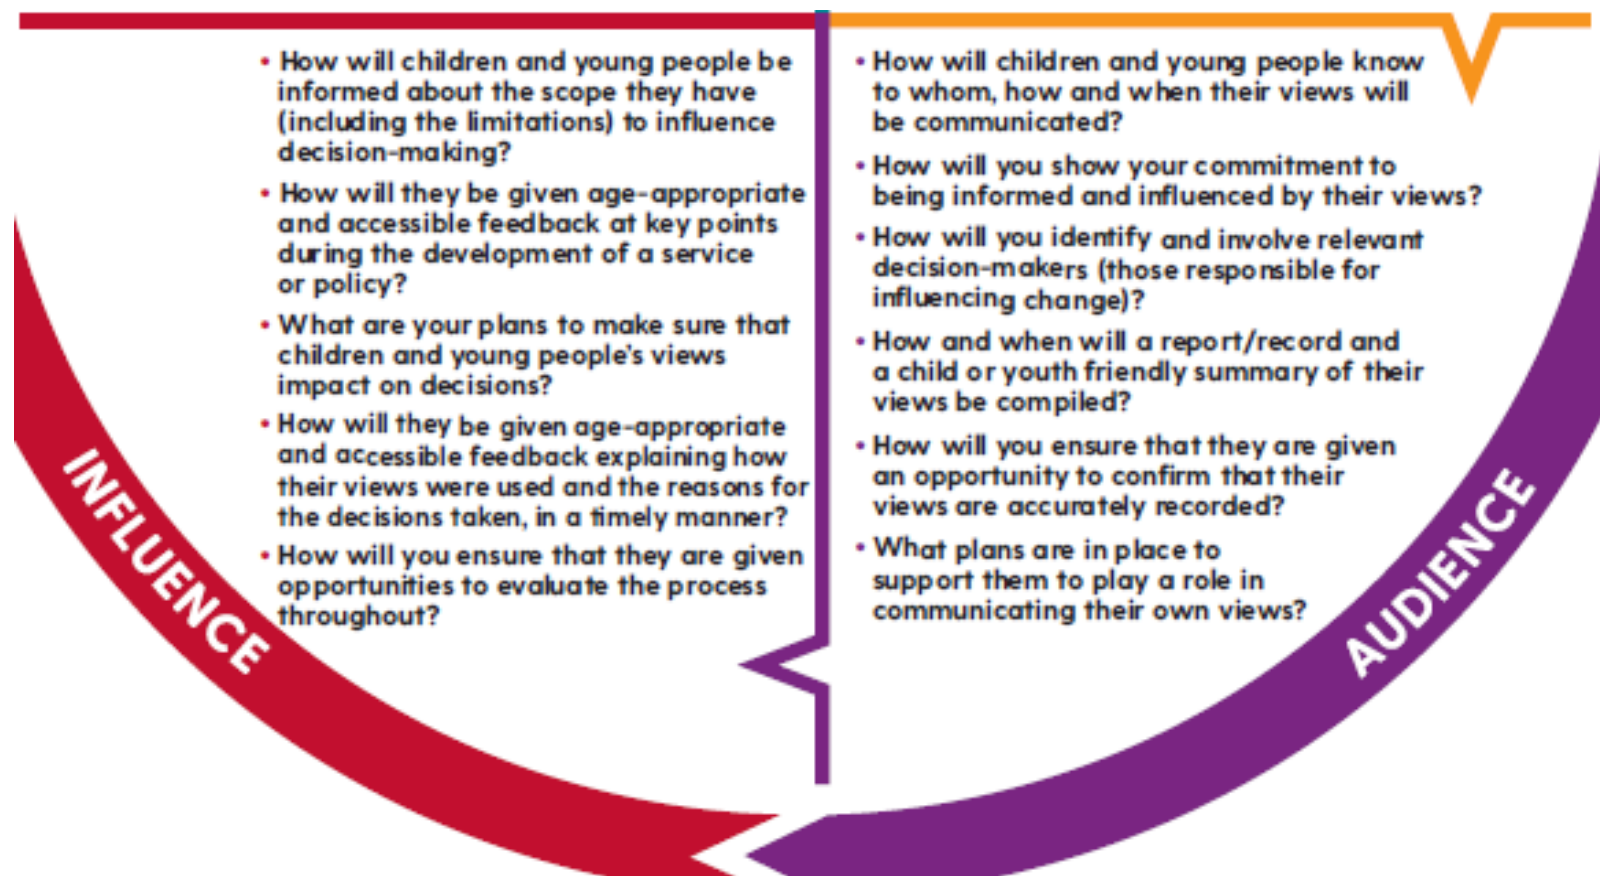 • How will children and young people be
informed about the scope they have
(including the limitations) to influence
decision-making?
• How will they be given age-appropriate
and accessible feedback at key points
during the development of a service
or policy?
• What are your plans to make sure that
children and young people's views
impact on decisions?
• How will they be given age-appropriate
and accessible feedback explaining how
their views were used and the reasons for
the decisions taken, in a timely manner?
• How will you ensure that they are given
opportunities to evaluate the process
throughout?
INFLUENCE
• How will children and young people know
to whom, how and when their views will
be communicated?
• How will you show your commitment to
being informed and influenced by their views?
• How will you identify and involve relevant
decision-makers (those responsible for
influencing change)?
• How and when will a report/record and
a child or youth friendly summary of their
views be compiled?
• How will you ensure that they are given
an opportunity to confirm that their
views are accurately recorded?
• What plans are in place to
support them to play a role in
communicating their own views?
AUDIENCE